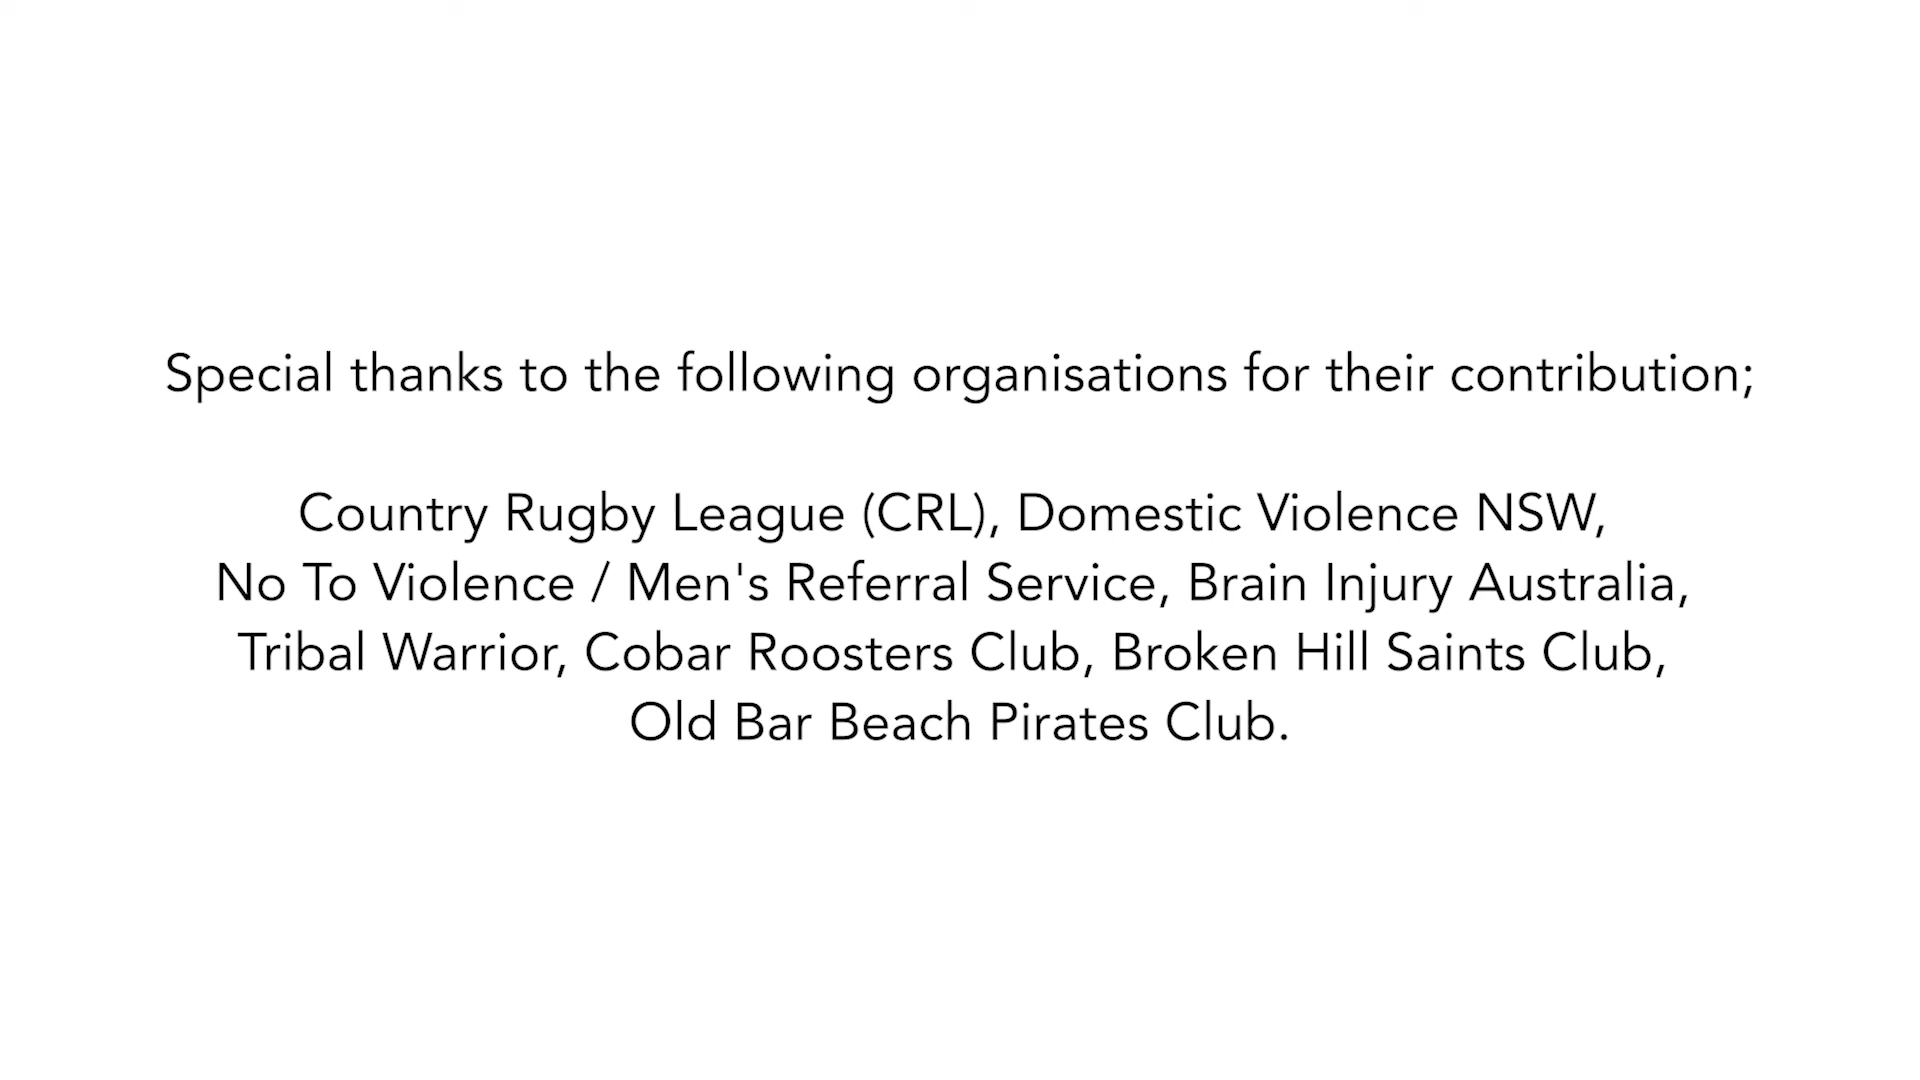 Special thanks to the following organisations for their contribution;
Country Rugby League (CRL), Domestic Violence NSW,
No To Violence / Men's Referral Service, Brain Injury Australia,
Tribal Warrior, Cobar Roosters Club, Broken Hill Saints Club,
Old Bar Beach Pirates Club.